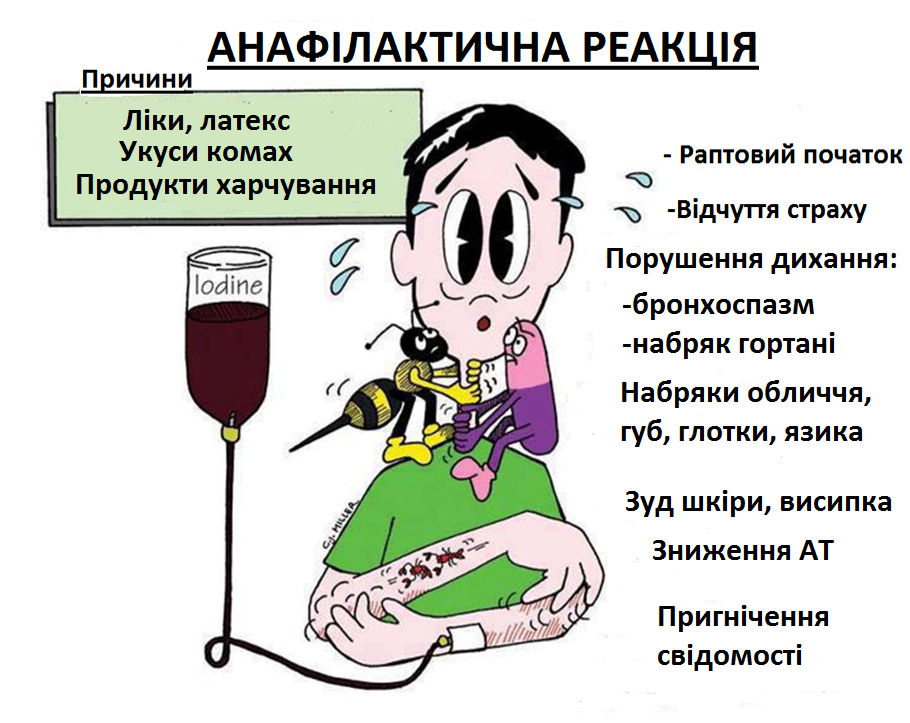 АНАФІЛАКТИЧНА РЕАКЦІЯ
Причини
Ліки, латекс
Укуси комах
Продукти харчування
- Раптовий початок
-Відчуття страху
Порушення дихання:
-бронхоспазм
-набряк гортані
Набряки обличчя,
губ, глотки, язика
Зуд шкіри, висипка
Зниження АТ
Пригнічення
свідомості
Iodine
C.J. MILLER